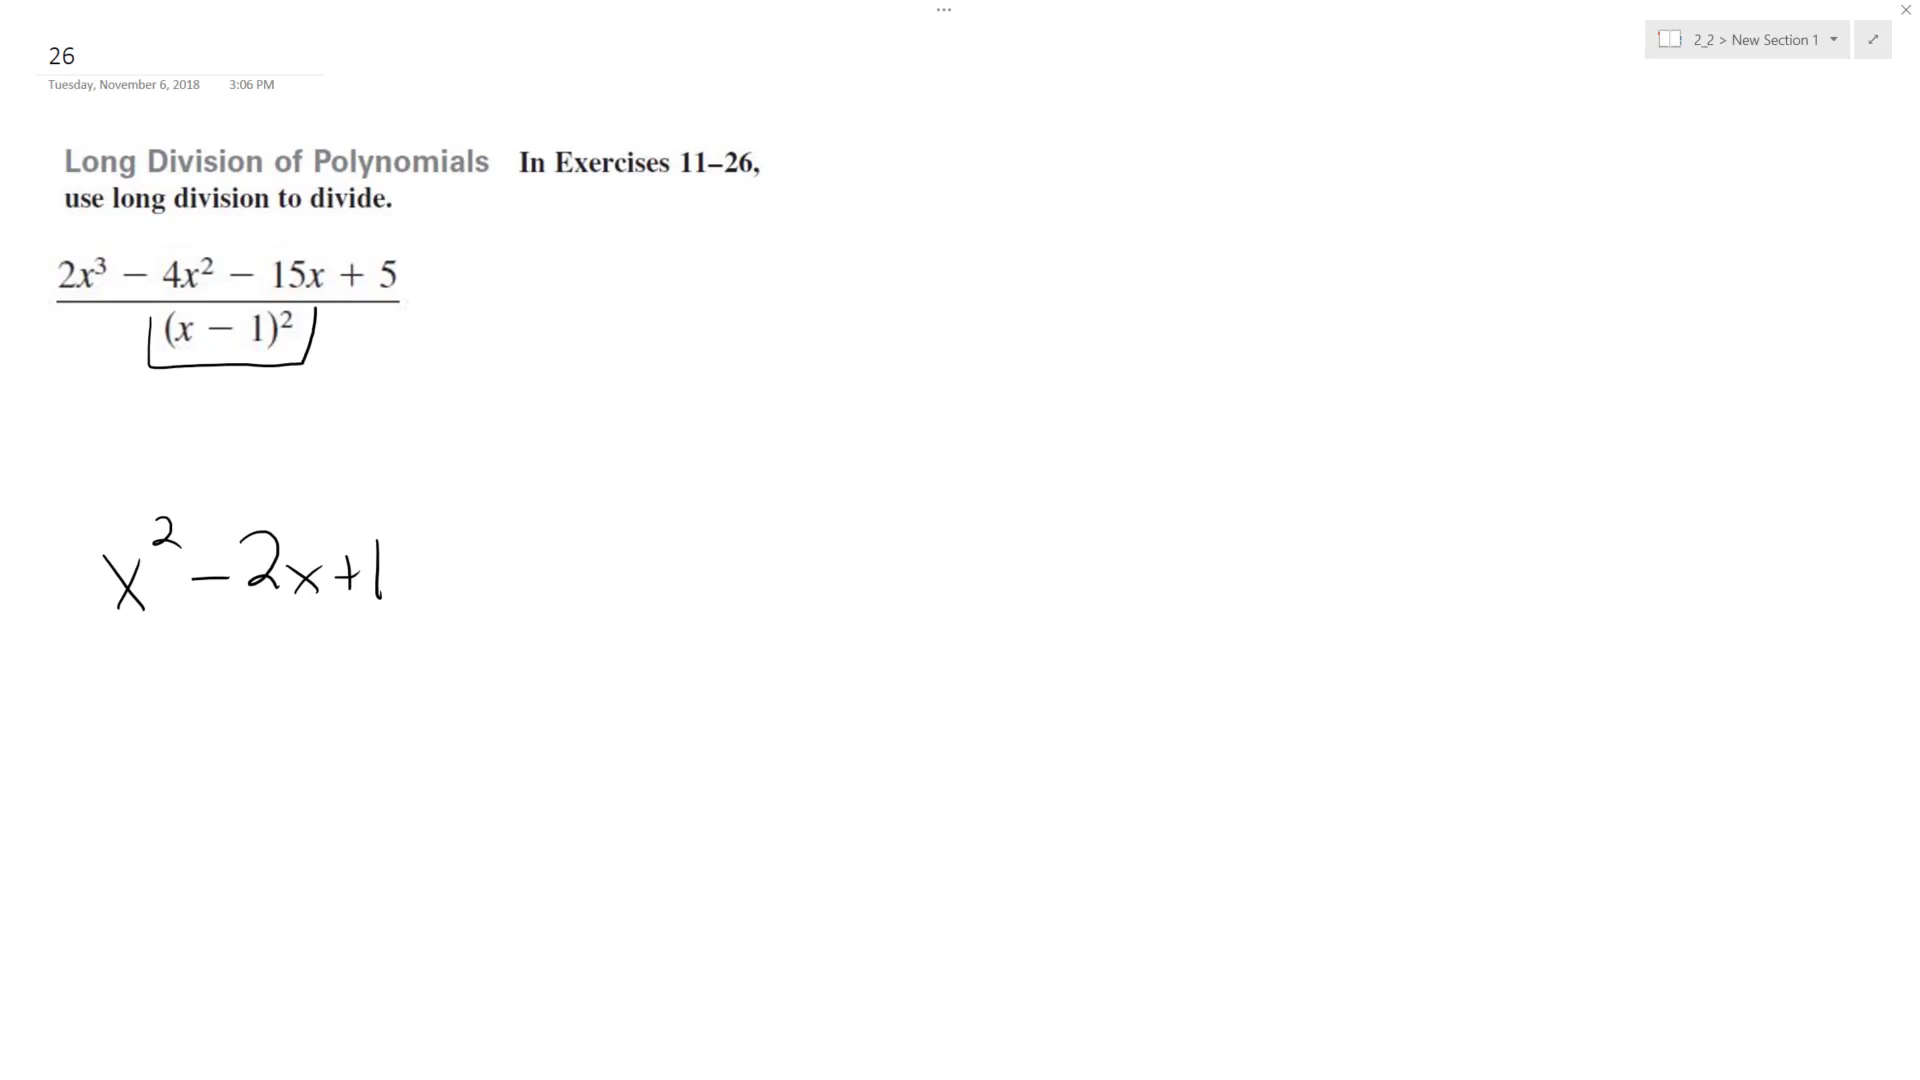 26
Tuesday, November 6, 2018 3:06 PM
2_2 > New Section 1
Long Division of Polynomials In Exercises 11–26,
use long division to divide.
2x³ − 4x² − 15x + 5
(x − 1)²
x² − 2x + 1